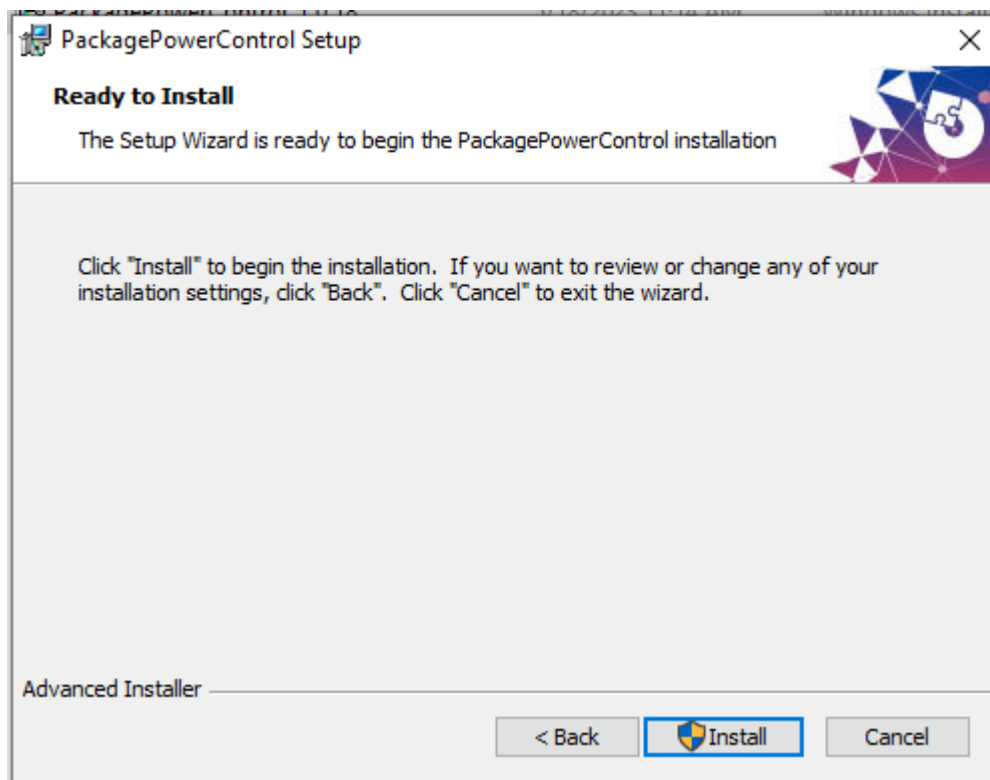 PackagePowerControl Setup
Ready to Install
The Setup Wizard is ready to begin the PackagePowerControl installation
Click "Install" to begin the installation. If you want to review or change any of your
installation settings, click "Back". Click "Cancel" to exit the wizard.
Advanced Installer
< Back
Install
Cancel